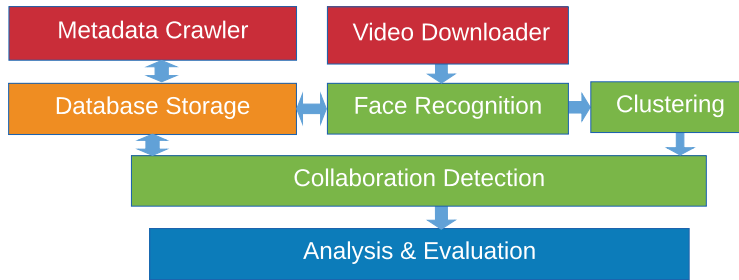 Metadata Crawler
Video Downloader
Database Storage
Face Recognition
Clustering
Collaboration Detection
Analysis & Evaluation